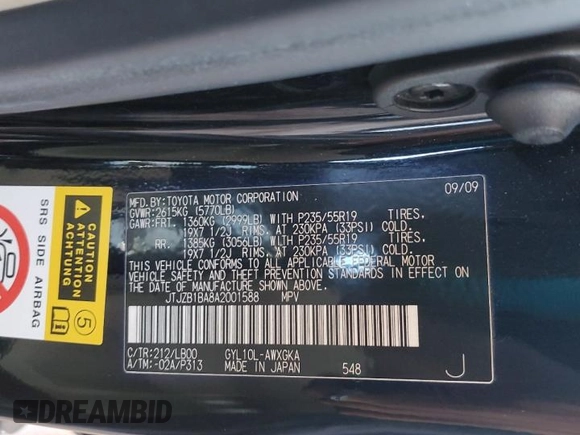 MFD.BY:TOYOTA MOTOR CORPORATION 09/09
GVWR:2615KG (5770LB)
GAWR:FRT. 1360KG (2999LB) WITH P235/55R19 TIRES.
19X7 1/2J RIMS. AT 230KPA (33PSI) COLD.
RR. 1385KG (3056LB) WITH P235/55R19 TIRES.
19X7 1/2J RIMS. AT 230KPA (33PSI) COLD.
THIS VEHICLE CONFORMS TO ALL APPLICABLE FEDERAL MOTOR
VEHICLE SAFETY AND THEFT PREVENTION STANDARDS IN EFFECT ON
THE DATE OF MANUFACTURE SHOWN ABOVE.
JTJZB1BA8A2001588 MPV
C/TR:212/LB00 GYL10L-AWXGKA
A/TM:-02A/P313 MADE IN JAPAN 548 J
SRS SIDE AIRBAG
ATTENTION
CAUTION
ACHTUNG
5
DREAMBID